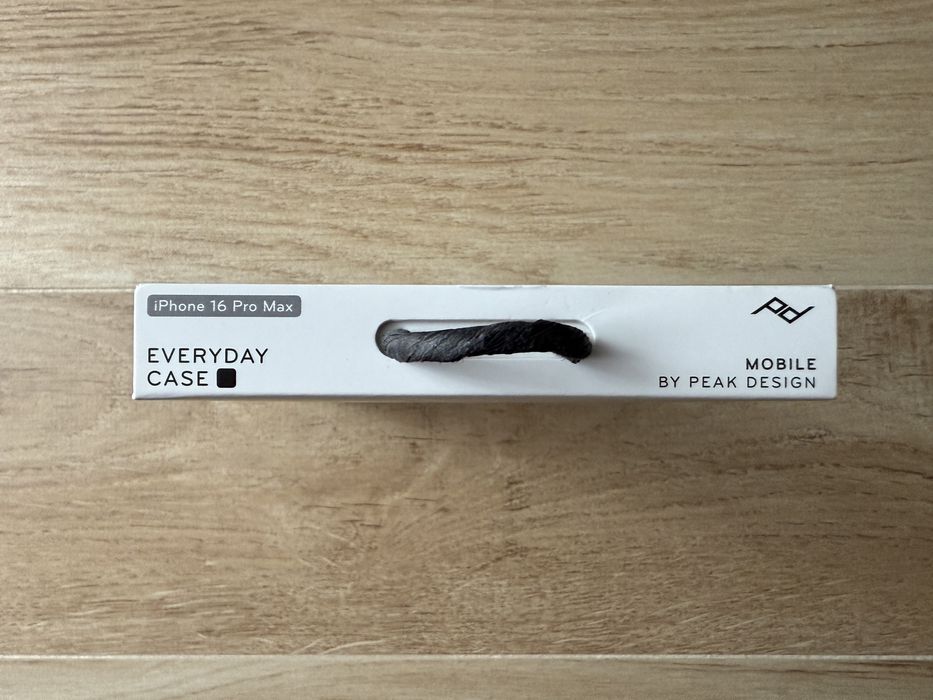 iPhone 16 Pro Max
EVERYDAY
CASE
MOBILE
BY PEAK DESIGN